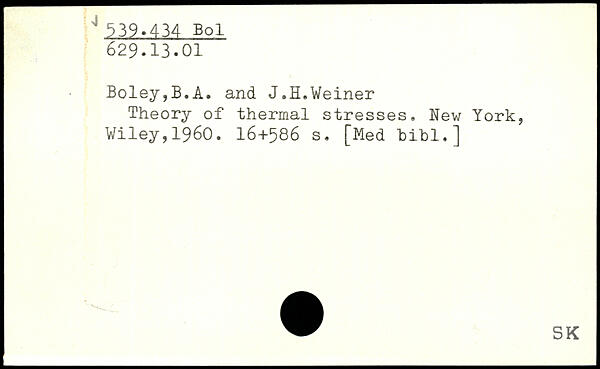 539.434 Bol
629.13.01
Boley,B.A. and J.H.Weiner
Theory of thermal stresses. New York,
Wiley,1960. 16+586 s. [Med bibl.]
SK